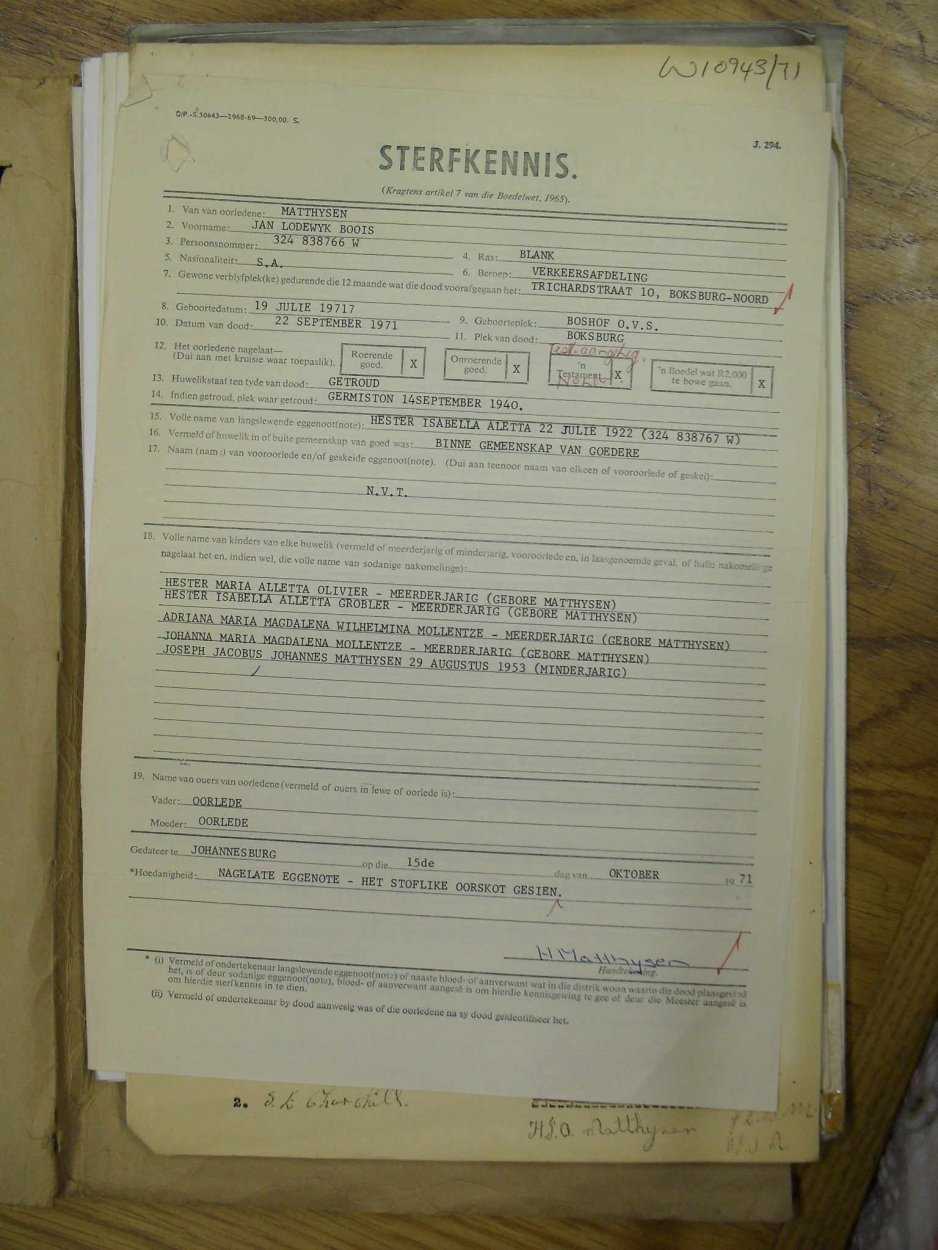 W10943/71
G.P.-S.30643—1968-69—300,00. S.
J. 294.
STERFKENNIS.
(Kragtens artikel 7 van die Boedelwet, 1965).
1. Van van oorledene: MATTHYSEN
2. Voorname: JAN LODEWYK BOOIS
3. Persoonsnommer: 324 838766 W
4. Ras: BLANK
5. Nasionaliteit: S.A.
6. Beroep: VERKEERSAFDELING
7. Gewone verblyfplek(ke) gedurende die 12 maande wat die dood voorafgegaan het: TRICHARDSTRAAT 10, BOKSBURG-NOORD
8. Geboortedatum: 19 JULIE 19717
9. Geboorteplek: BOSHOF O.V.S.
10. Datum van dood: 22 SEPTEMBER 1971
11. Plek van dood: BOKSBURG
12. Het oorledene nagelaat—
(Dui aan met kruisie waar toepaslik).
Roerende goed. X
Onroerende goed. X
'n Testament X
'n Boedel wat R2,000 te bowe gaan. X
13. Huwelikstaat ten tyde van dood: GETROUD
14. Indien getroud, plek waar getroud: GERMISTON 14SEPTEMBER 1940.
15. Volle name van langslewende eggenoot(note): HESTER ISABELLA ALETTA 22 JULIE 1922 (324 838767 W)
16. Vermeld of huwelik in of buite gemeenskap van goed was: BINNE GEMEENSKAP VAN GOEDERE
17. Naam (name) van vooroorlede en/of geskeide eggenoot(note). (Dui aan teenoor naam van elkeen of vooroorlede of geskei):
N.V.T.
18. Volle name van kinders van elke huwelik (vermeld of meerderjarig of minderjarig, vooroorlede en, in laasgenoemde geval, of hulle nakomelinge
nagelaat het en, indien wel, die volle name van sodanige nakomelinge):
HESTER MARIA ALLETTA OLIVIER - MEERDERJARIG (GEBORE MATTHYSEN)
HESTER ISABELLA ALLETTA GROBLER - MEERDERJARIG (GEBORE MATTHYSEN)
ADRIANA MARIA MAGDALENA WILHELMINA MOLLENTZE - MEERDERJARIG (GEBORE MATTHYSEN)
JOHANNA MARIA MAGDALENA MOLLENTZE - MEERDERJARIG (GEBORE MATTHYSEN)
JOSEPH JACOBUS JOHANNES MATTHYSEN 29 AUGUSTUS 1953 (MINDERJARIG)
19. Name van ouers van oorledene (vermeld of ouers in lewe of oorlede is):
Vader: OORLEDE
Moeder: OORLEDE
Gedateer te JOHANNESBURG op die 15de dag van OKTOBER 19 71
*Hoedanigheid: NAGELATE EGGENOTE - HET STOFLIKE OORSKOT GESIEN.
H Matthysen
Handtekening.
* (i) Vermeld of ondertekenaar langslewende eggenoot(note) of naaste bloed- of aanverwant wat in die distrik woon waarin die dood plaasgevind
het, is of deur sodanige eggenoot(note), bloed- of aanverwant aangesê is om hierdie kennisgewing te gee of deur die Meester aangesê is
om hierdie sterfkennis in te dien.
(ii) Vermeld of ondertekenaar by dood aanwesig was of die oorledene na sy dood geïdentifiseer het.
2. S. E Churchill.
H.I.A. Matthysen